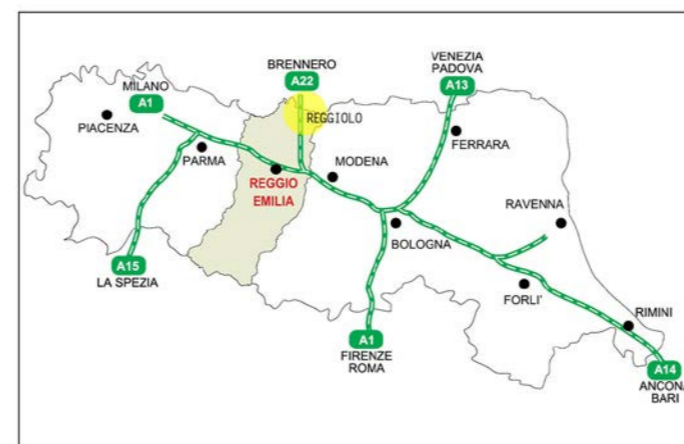 BRENNERO
A22
VENEZIA
PADOVA
A13
MILANO
A1
PIACENZA
REGGIOLO
FERRARA
PARMA
MODENA
REGGIO
EMILIA
RAVENNA
BOLOGNA
A15
LA SPEZIA
FORLI'
RIMINI
A1
FIRENZE
ROMA
A14
ANCONA
BARI